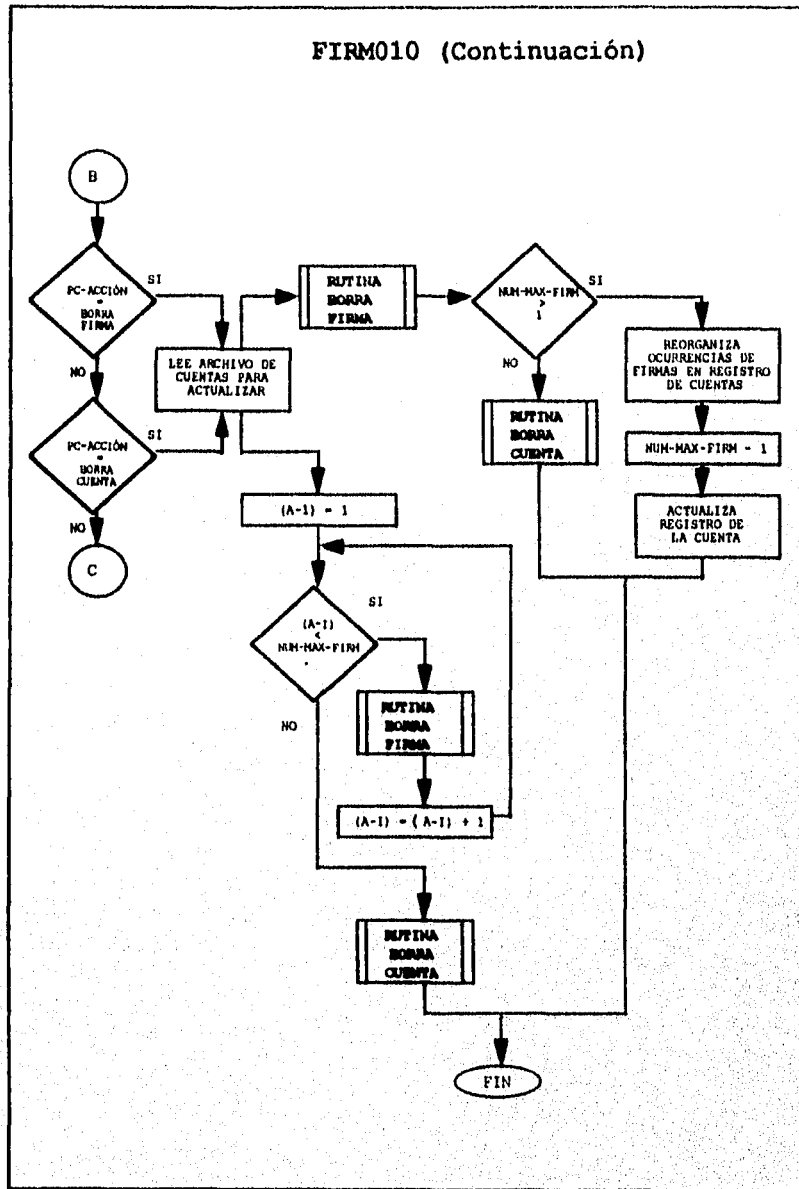 FIRM010 (Continuación)
B
PC-ACCIÓN
=
BORRA
FIRMA
SI
NO
LEE ARCHIVO DE
CUENTAS PARA
ACTUALIZAR
PC-ACCIÓN
=
BORRA
CUENTA
SI
NO
C
RUTINA
BORRA
FIRMA
NUM-MAX-FIRM
>
1
SI
NO
REORGANIZA
OCURRENCIAS DE
FIRMAS EN REGISTRO
DE CUENTAS
RUTINA
BORRA
CUENTA
NUM-MAX-FIRM - 1
ACTUALIZA
REGISTRO DE
LA CUENTA
(A-1) = 1
(A-I)
<
NUM-MAX-FIRM
SI
NO
RUTINA
BORRA
FIRMA
(A-I) = (A-I) + 1
RUTINA
BORRA
CUENTA
FIN